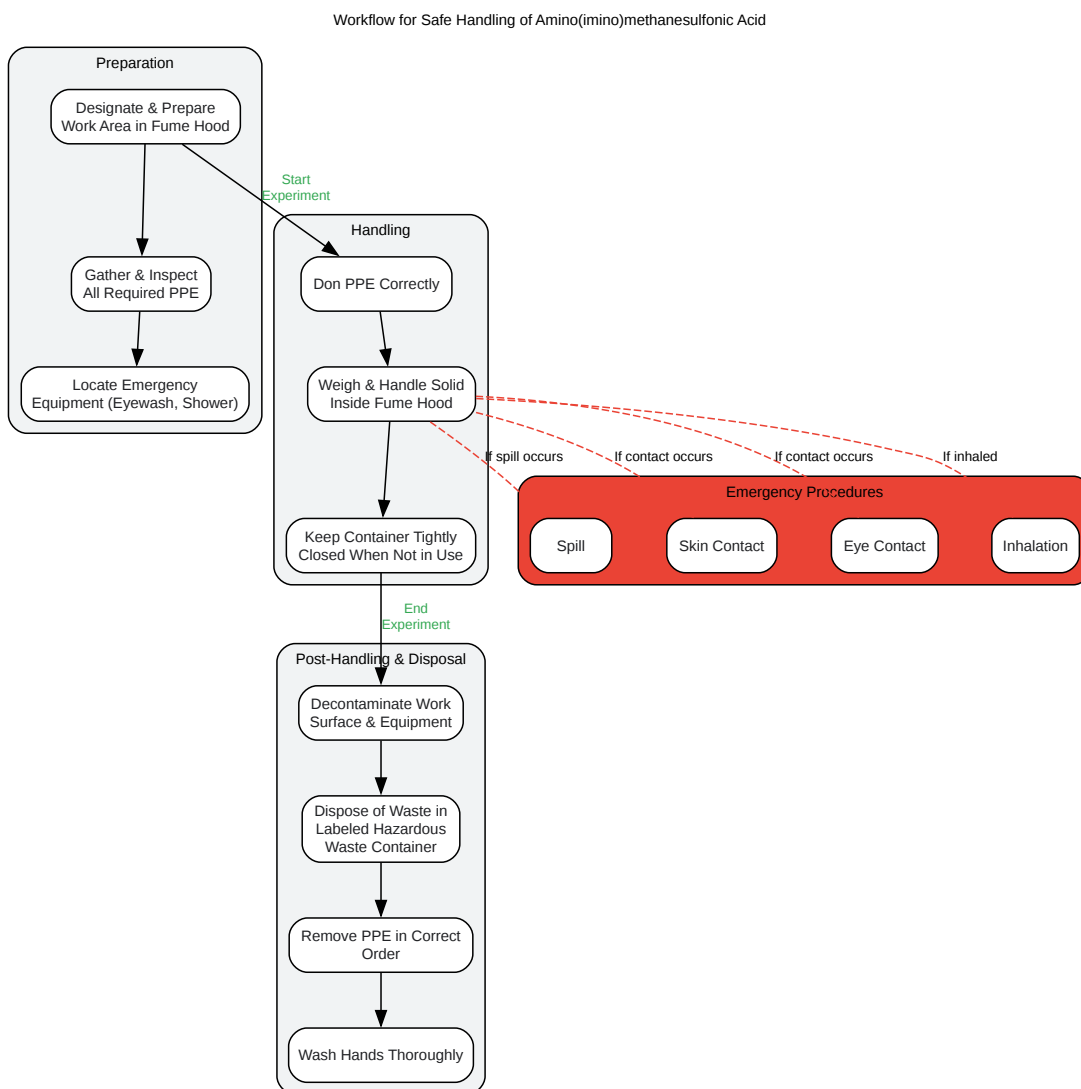 Workflow for Safe Handling of Amino(imino)methanesulfonic Acid
Preparation
Designate & Prepare
Work Area in Fume Hood
Start
Experiment
Gather & Inspect
All Required PPE
Locate Emergency
Equipment (Eyewash, Shower)
Handling
Don PPE Correctly
Weigh & Handle Solid
Inside Fume Hood
Keep Container Tightly
Closed When Not in Use
If spill occurs
If contact occurs
If contact occurs
If inhaled
Emergency Procedures
Spill
Skin Contact
Eye Contact
Inhalation
End
Experiment
Post-Handling & Disposal
Decontaminate Work
Surface & Equipment
Dispose of Waste in
Labeled Hazardous
Waste Container
Remove PPE in Correct
Order
Wash Hands Thoroughly